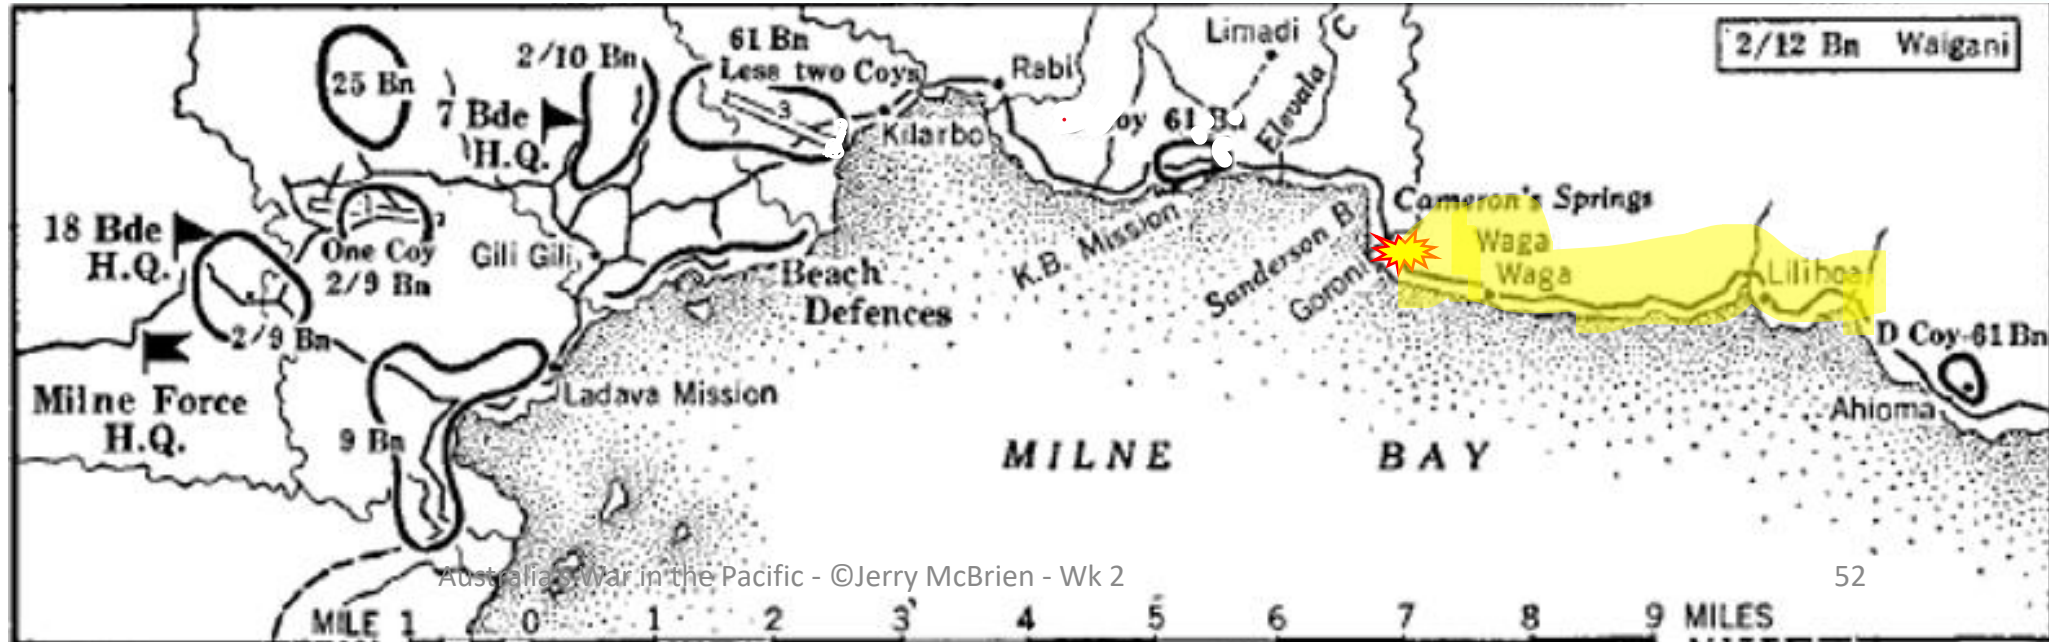 2/12 Bn Waigani
25 Bn
2/10 Bn
61 Bn
Less two Coys
3
7 Bde
H.Q.
Kilarbo
Rabi
Limadi
oy 61 Bn
Elevala C
18 Bde
H.Q.
1
2
One Coy
2/9 Bn
Gili Gili
2/9 Bn
Beach
Defences
K.B. Mission
Sanderson B.
Goroni
Cameron's Springs
Waga
Waga
Lilihoa
D Coy-61 Bn
Ahioma
Milne Force
H.Q.
9 Bn
Ladava Mission
MILNE BAY
Australia's War in the Pacific - ©Jerry McBrien - Wk 2
52
MILE 1 0 1 2 3 4 5 6 7 8 9 MILES